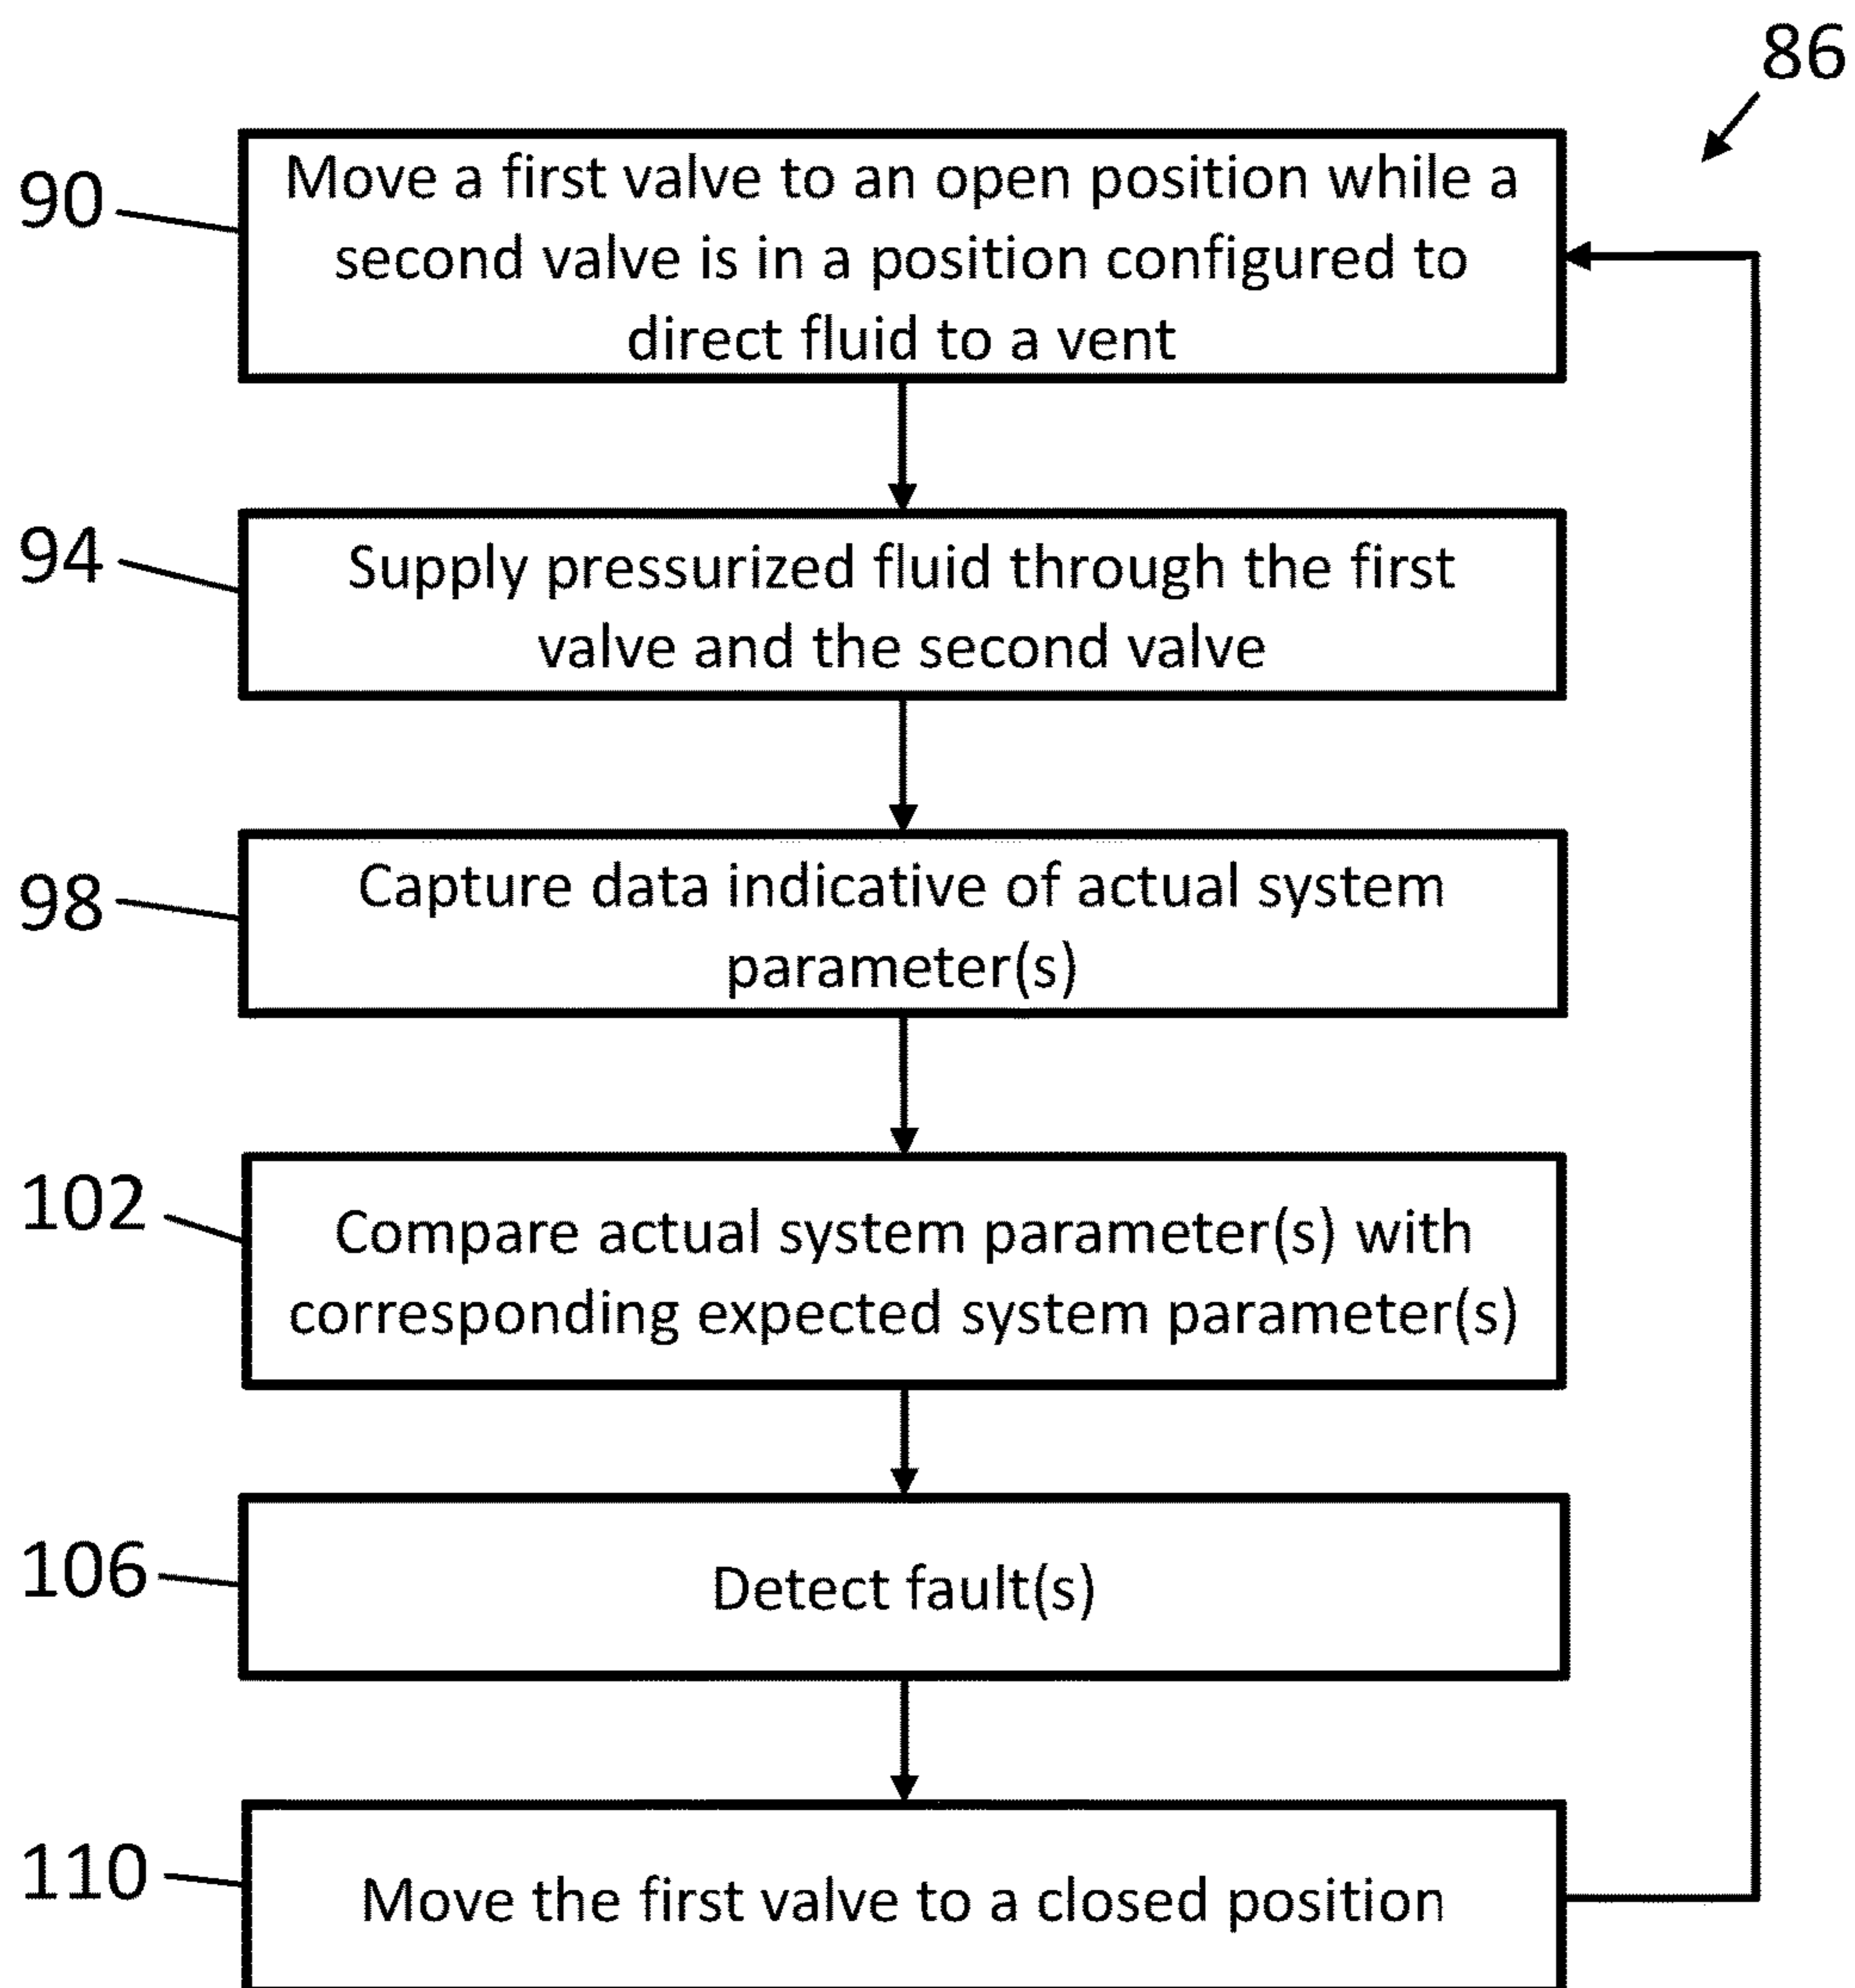 86
90
Move a first valve to an open position while a
second valve is in a position configured to
direct fluid to a vent
94
Supply pressurized fluid through the first
valve and the second valve
98
Capture data indicative of actual system
parameter(s)
102
Compare actual system parameter(s) with
corresponding expected system parameter(s)
106
Detect fault(s)
110
Move the first valve to a closed position